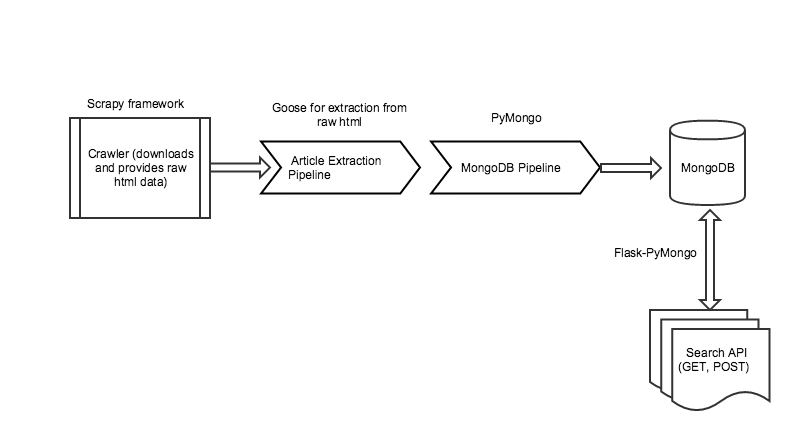 Scrapy framework
Crawler (downloads
and provides raw
html data)
Goose for extraction from
raw html
Article Extraction
Pipeline
PyMongo
MongoDB Pipeline
MongoDB
Flask-PyMongo
Search API
(GET, POST)